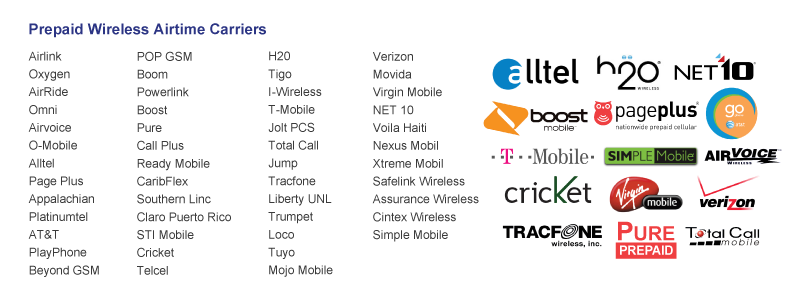 Prepaid Wireless Airtime Carriers
Airlink
Oxygen
AirRide
Omni
Airvoice
O-Mobile
Alltel
Page Plus
Appalachian
Platinumtel
AT&T
PlayPhone
Beyond GSM
POP GSM
Boom
Powerlink
Boost
Pure
Call Plus
Ready Mobile
CaribFlex
Southern Linc
Claro Puerto Rico
STI Mobile
Cricket
Telcel
H20
Tigo
I-Wireless
T-Mobile
Jolt PCS
Total Call
Jump
Tracfone
Liberty UNL
Trumpet
Loco
Tuyo
Mojo Mobile
Verizon
Movida
Virgin Mobile
NET 10
Voila Haiti
Nexus Mobil
Xtreme Mobil
Safelink Wireless
Assurance Wireless
Cintex Wireless
Simple Mobile
alltel
h2o
WIRELESS
NET10
boost
mobile
pageplus
nationwide prepaid cellular
go
at&t
T Mobile
SIMPLE Mobile
AIRVOICE
WIRELESS
cricket
Virgin
mobile
verizon
TRACFONE
wireless, inc.
PURE
PREPAID
Total Call
mobile